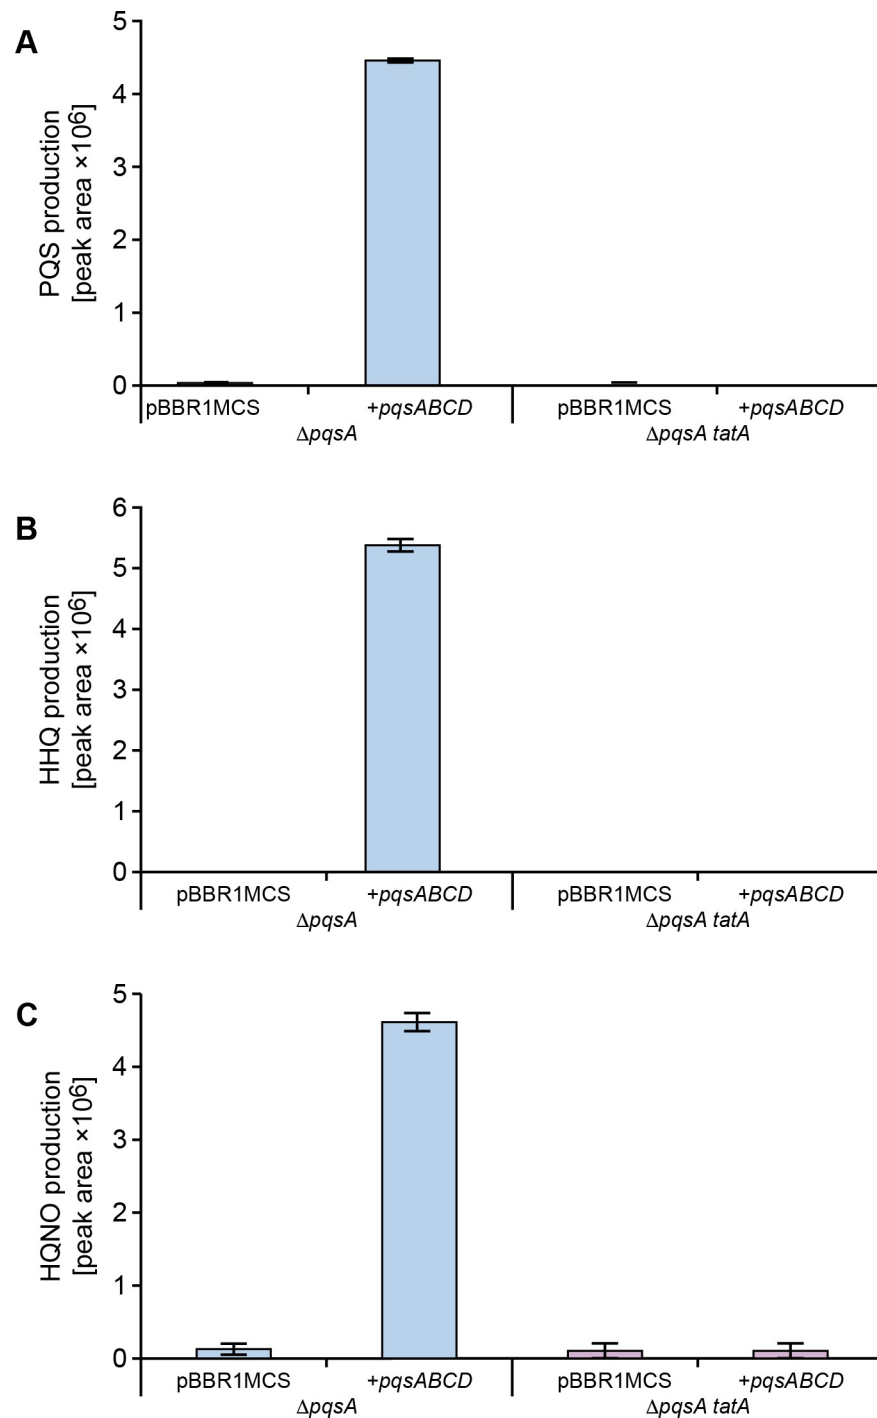 A
PQS production
[peak area ×10⁶]
5
4
3
2
1
0
pBBR1MCS +pqsABCD pBBR1MCS +pqsABCD
ΔpqsA ΔpqsA tatA
B
HHQ production
[peak area ×10⁶]
6
5
4
3
2
1
0
pBBR1MCS +pqsABCD pBBR1MCS +pqsABCD
ΔpqsA ΔpqsA tatA
C
HQNO production
[peak area ×10⁶]
5
4
3
2
1
0
pBBR1MCS +pqsABCD pBBR1MCS +pqsABCD
ΔpqsA ΔpqsA tatA